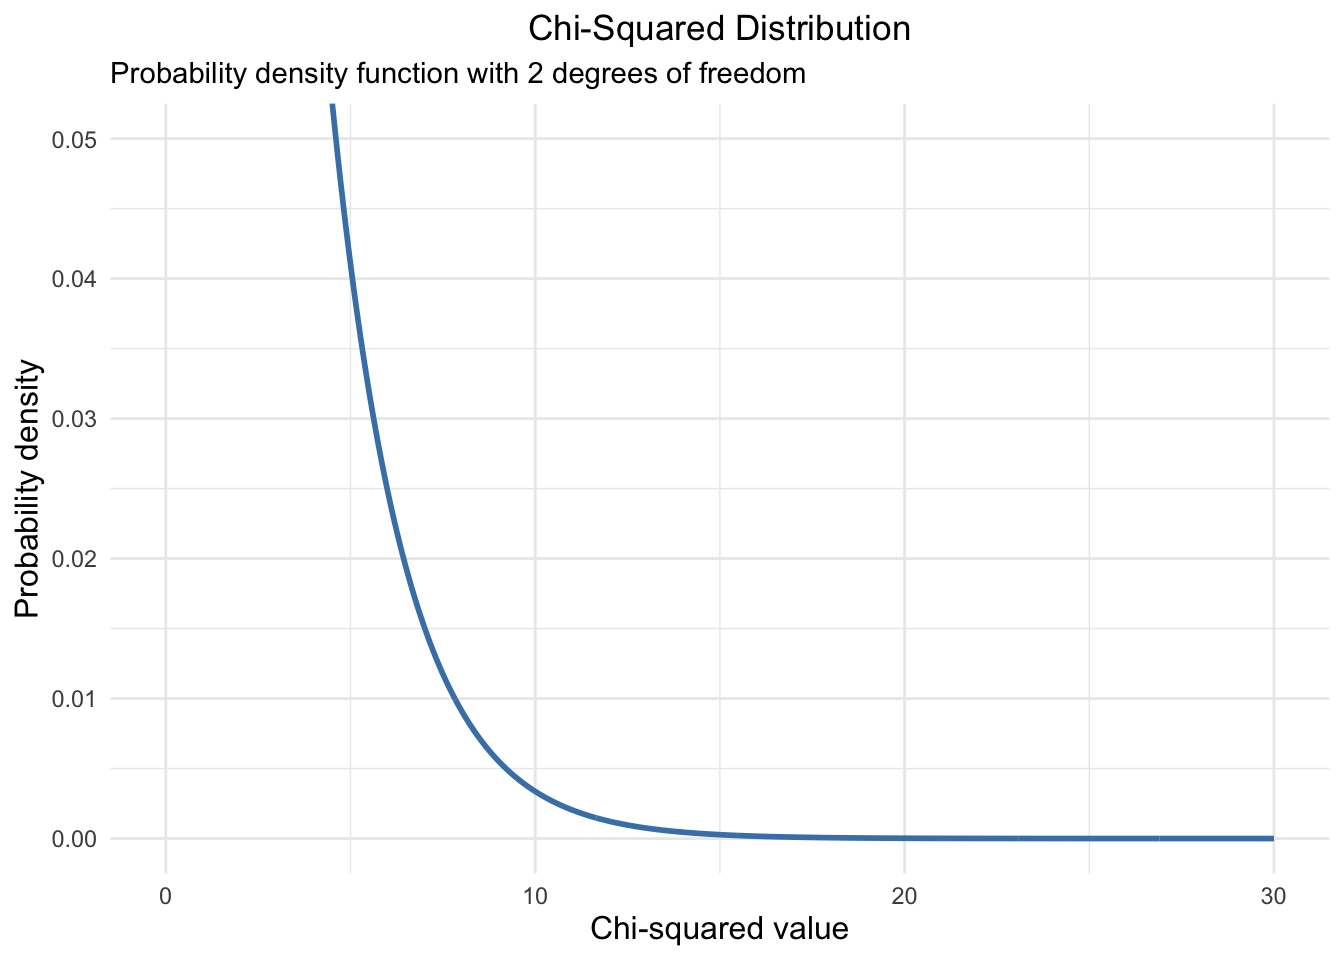 Chi-Squared Distribution
Probability density function with 2 degrees of freedom
Probability density
0.05
0.04
0.03
0.02
0.01
0.00
0 10 20 30
Chi-squared value